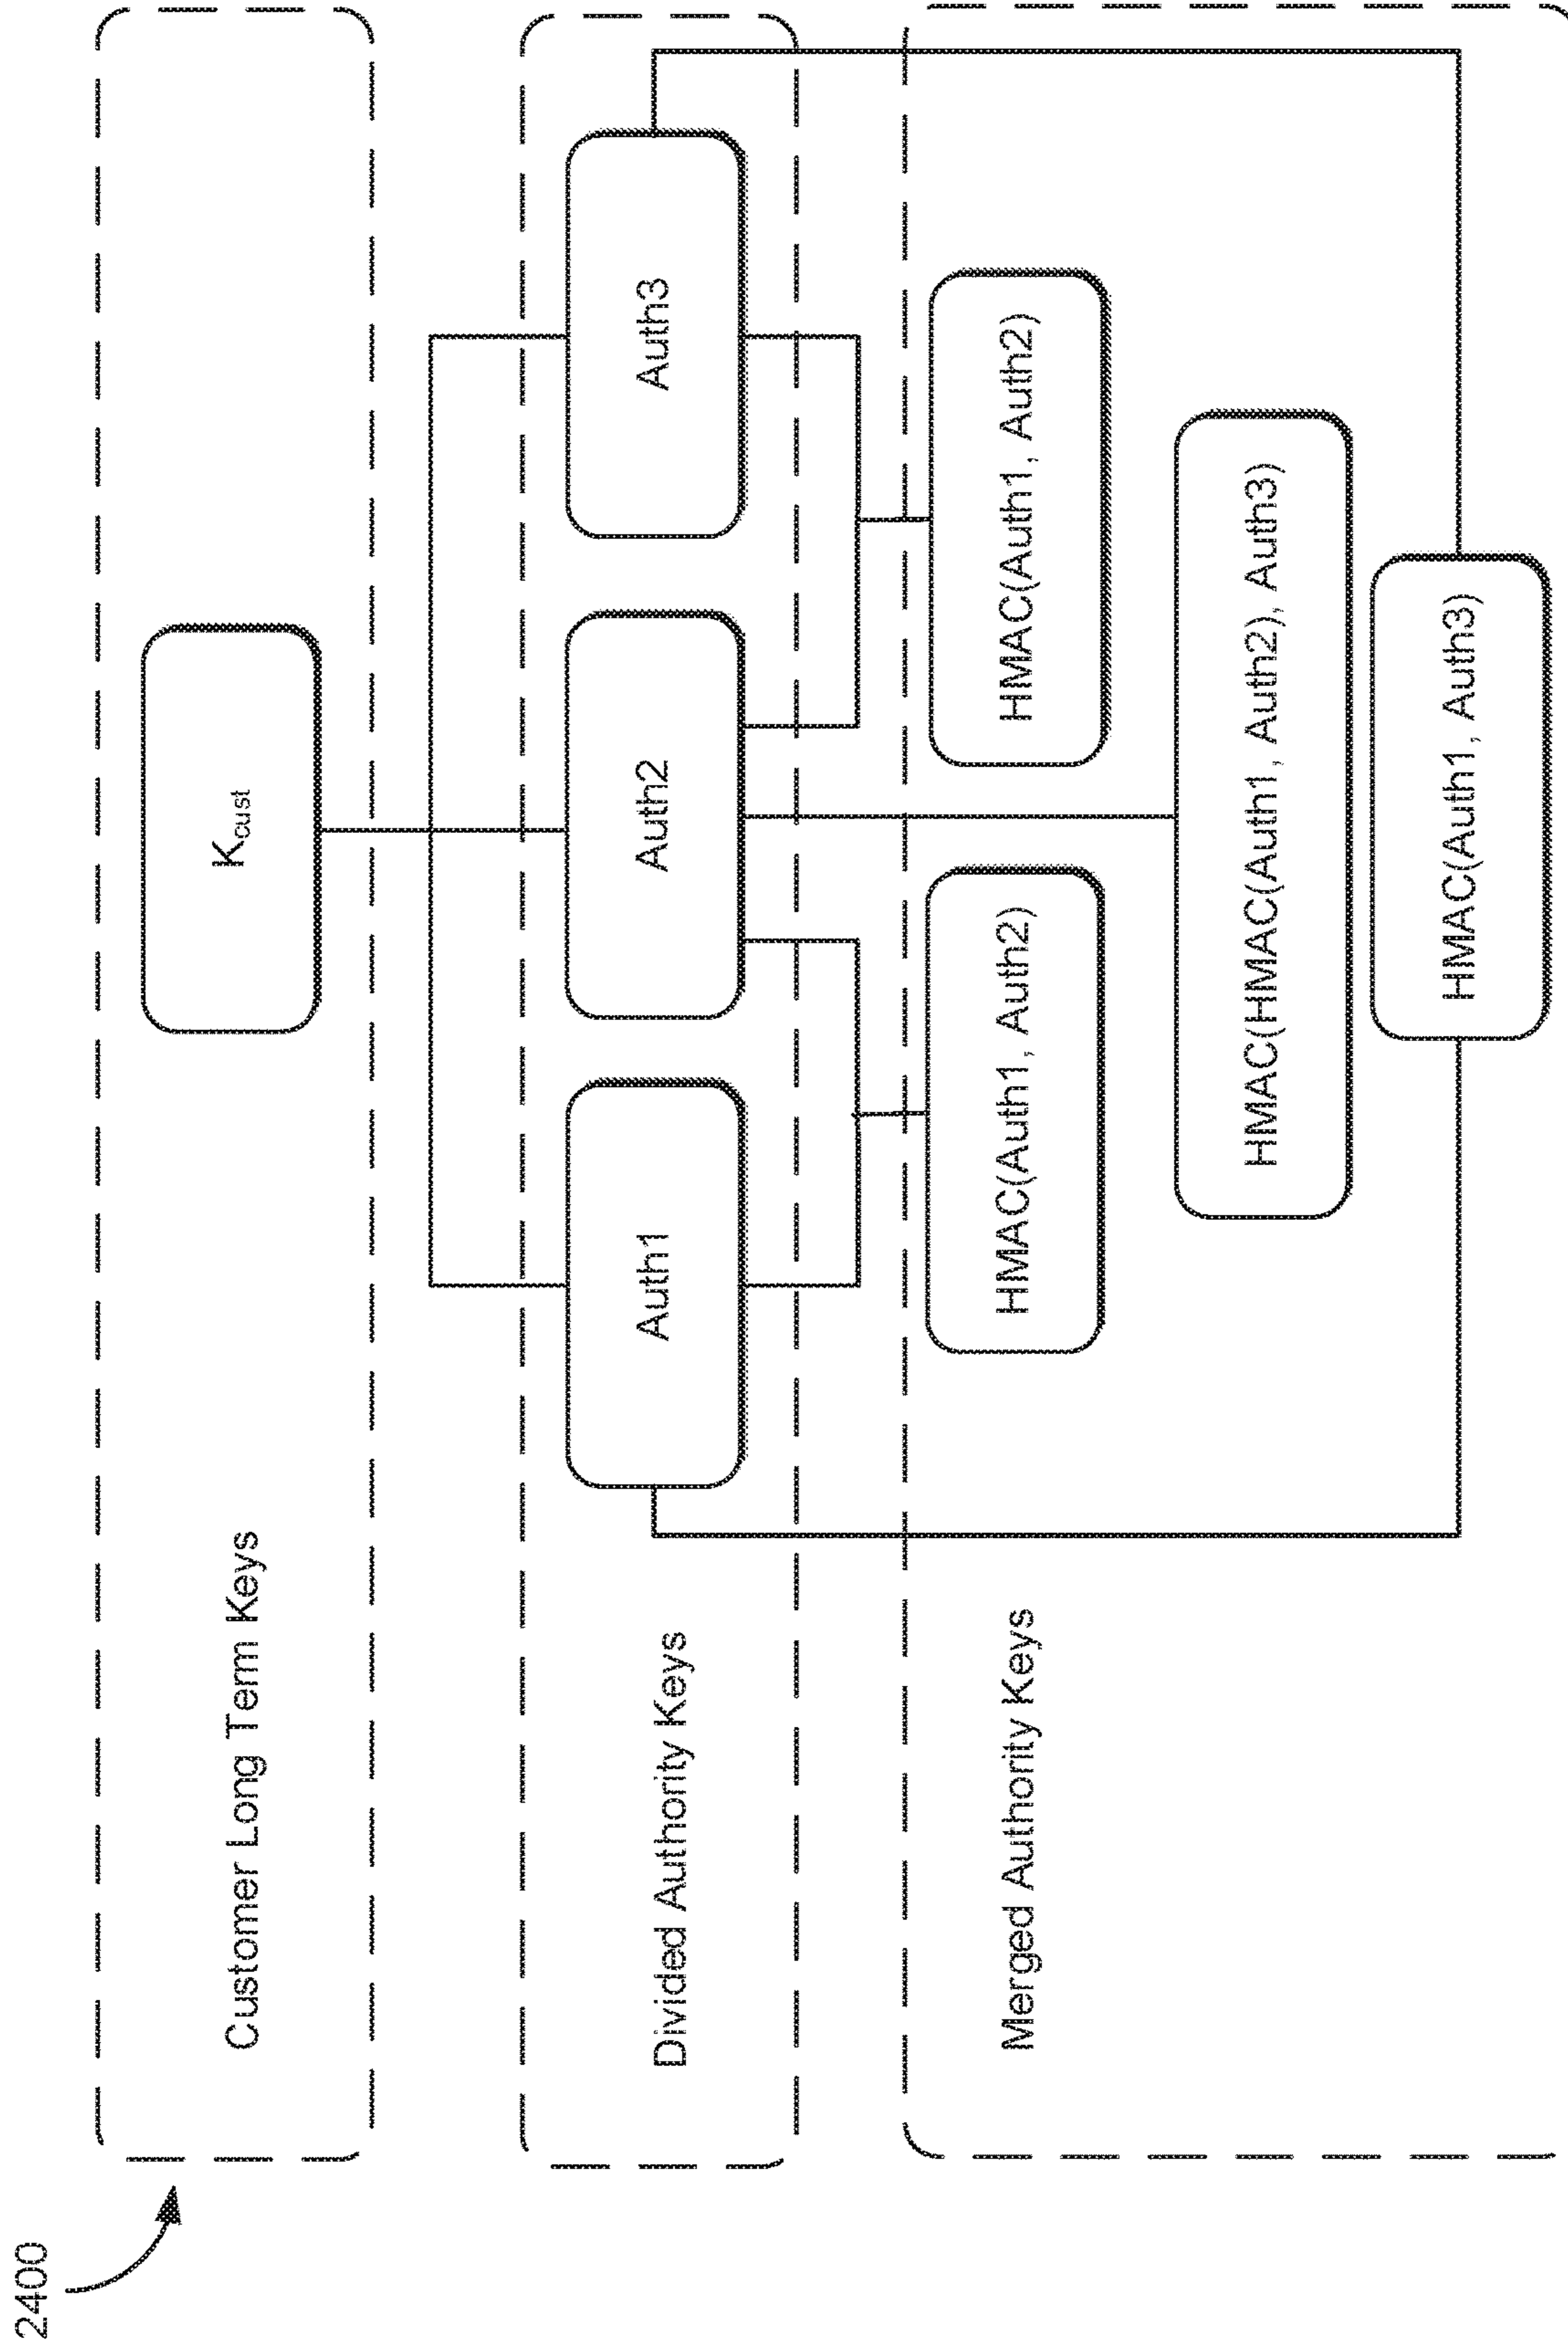 2400
Customer Long Term Keys
Kcust
Divided Authority Keys
Auth1
Auth2
Auth3
Merged Authority Keys
HMAC(Auth1, Auth2)
HMAC(Auth1, Auth2)
HMAC(HMAC(Auth1, Auth2), Auth3)
HMAC(Auth1, Auth3)